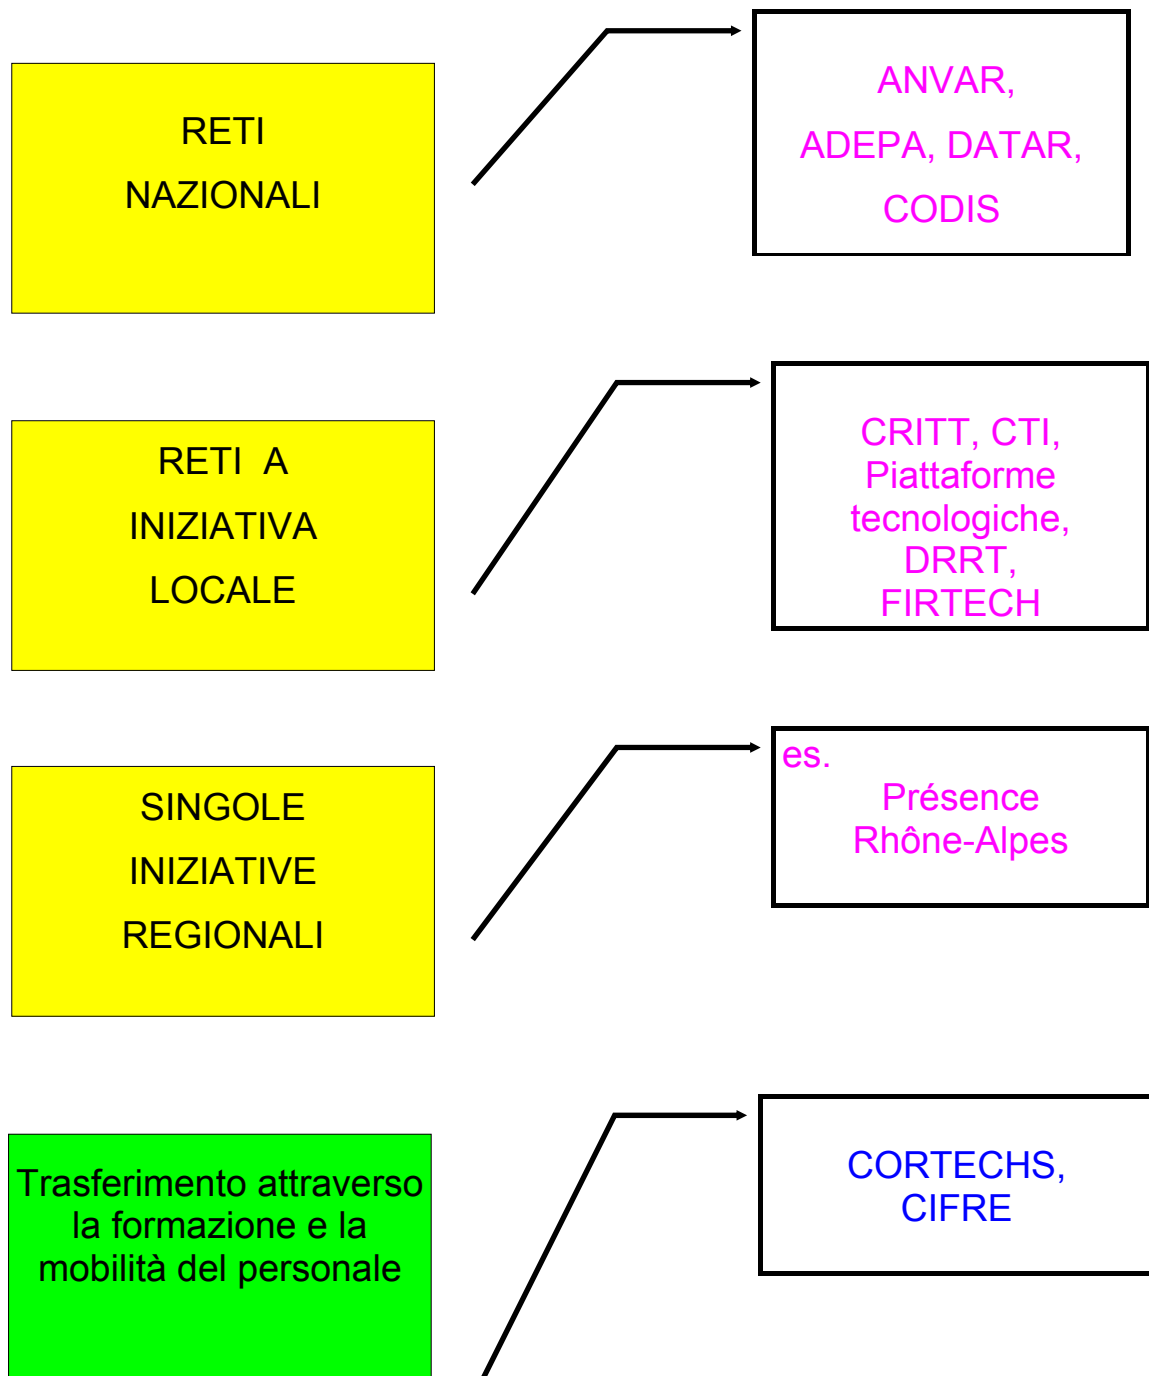 RETI
NAZIONALI
ANVAR,
ADEPA, DATAR,
CODIS
RETI A
INIZIATIVA
LOCALE
CRITT, CTI,
Piattaforme
tecnologiche,
DRRT,
FIRTECH
SINGOLE
INIZIATIVE
REGIONALI
es.
Présence
Rhône-Alpes
Trasferimento attraverso
la formazione e la
mobilità del personale
CORTECHS,
CIFRE